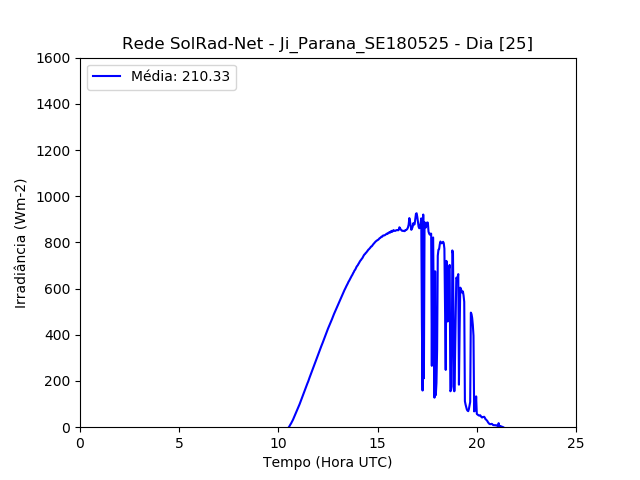 Rede SolRad-Net - Ji_Parana_SE180525 - Dia [25]
Média: 210.33
1600
1400
1200
1000
800
600
400
200
0
Irradiância (Wm-2)
0 5 10 15 20 25
Tempo (Hora UTC)